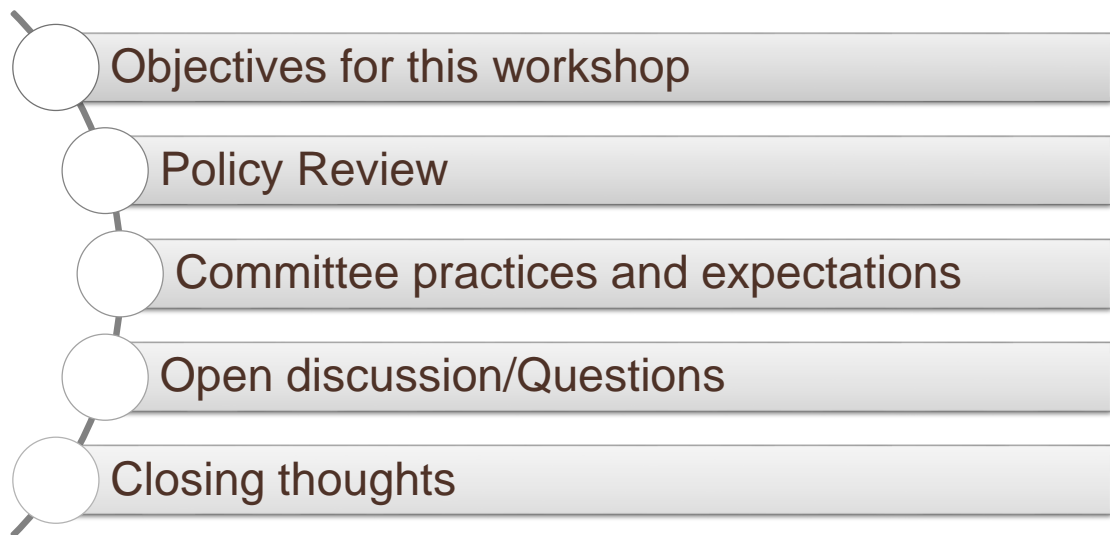 Objectives for this workshop
Policy Review
Committee practices and expectations
Open discussion/Questions
Closing thoughts